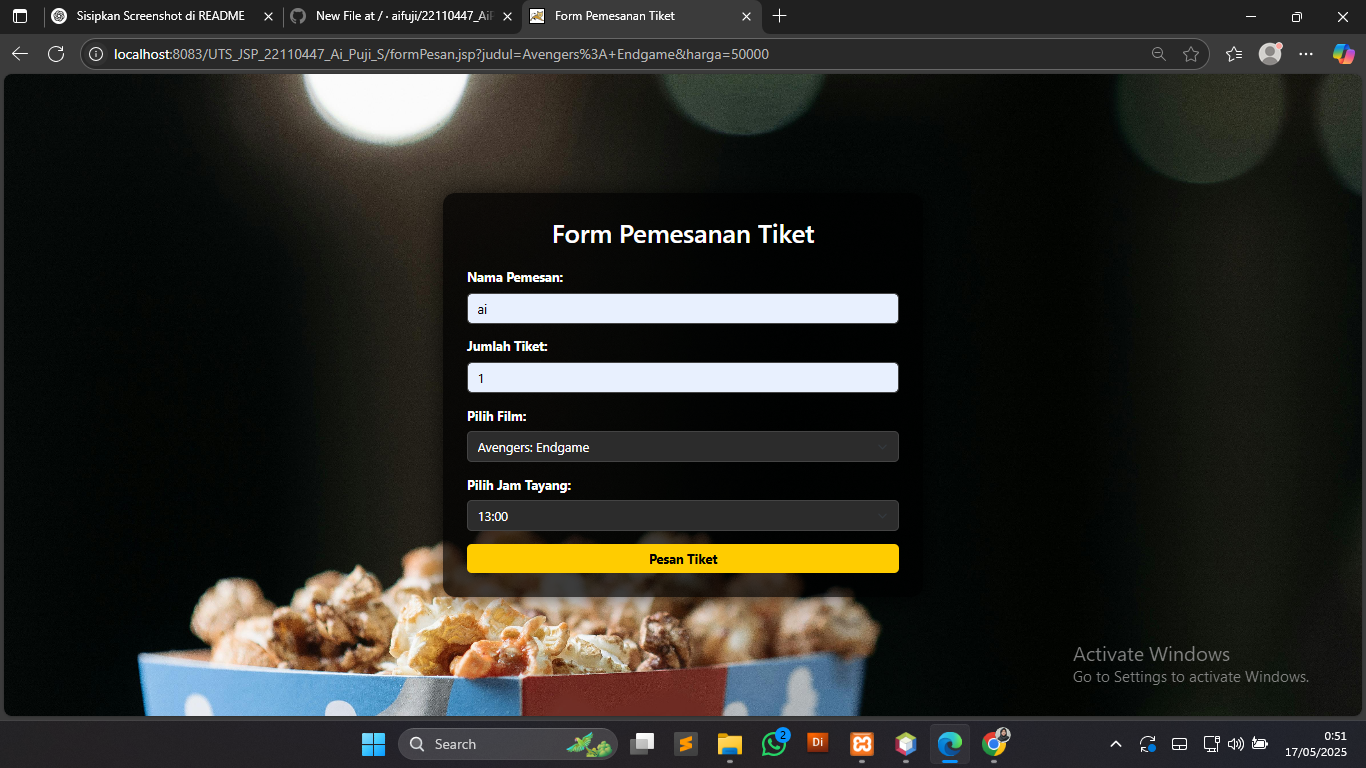 Sisipkan Screenshot di README
New File at / · aifuji/22110447_Ai
Form Pemesanan Tiket
localhost:8083/UTS_JSP_22110447_Ai_Puji_S/formPesan.jsp?judul=Avengers%3A+Endgame&harga=50000
Form Pemesanan Tiket
Nama Pemesan:
ai
Jumlah Tiket:
1
Pilih Film:
Avengers: Endgame
Pilih Jam Tayang:
13:00
Pesan Tiket
Activate Windows
Go to Settings to activate Windows.
Search
2
Di
0:51
17/05/2025